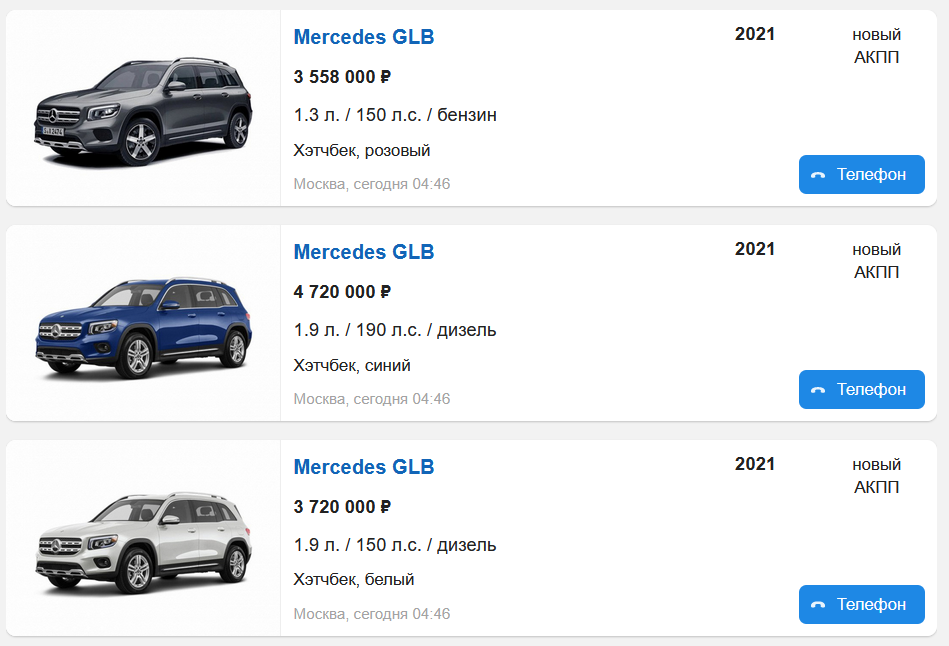 Mercedes GLB
2021
новый
АКПП
3 558 000 ₽
1.3 л. / 150 л.с. / бензин
Хэтчбек, розовый
Москва, сегодня 04:46
Телефон
Mercedes GLB
2021
новый
АКПП
4 720 000 ₽
1.9 л. / 190 л.с. / дизель
Хэтчбек, синий
Москва, сегодня 04:46
Телефон
Mercedes GLB
2021
новый
АКПП
3 720 000 ₽
1.9 л. / 150 л.с. / дизель
Хэтчбек, белый
Москва, сегодня 04:46
Телефон